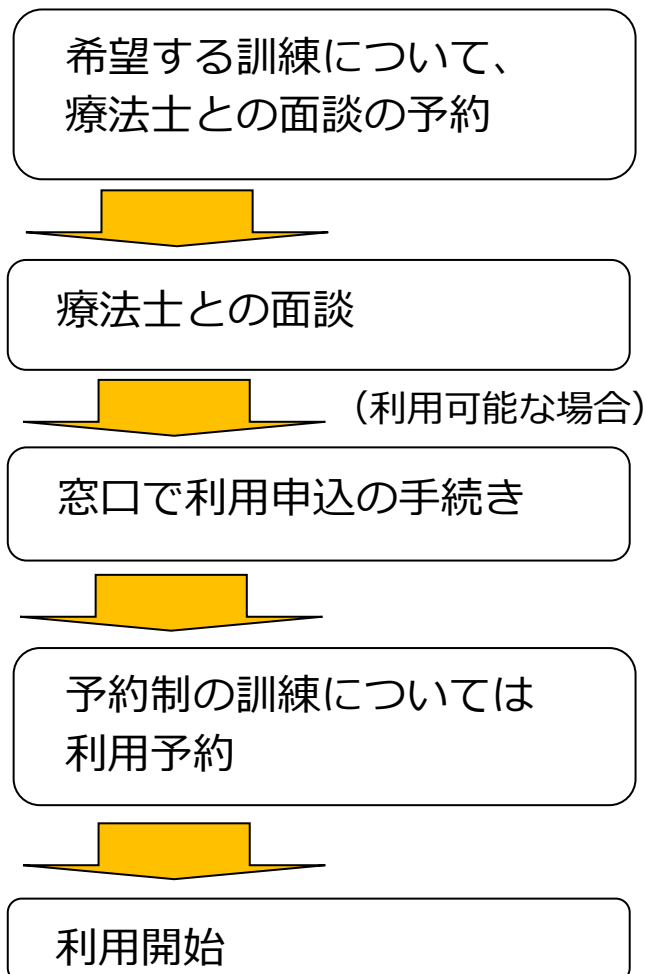 希望する訓練について、
療法士との面談の予約
療法士との面談
（利用可能な場合）
窓口で利用申込の手続き
予約制の訓練については
利用予約
利用開始